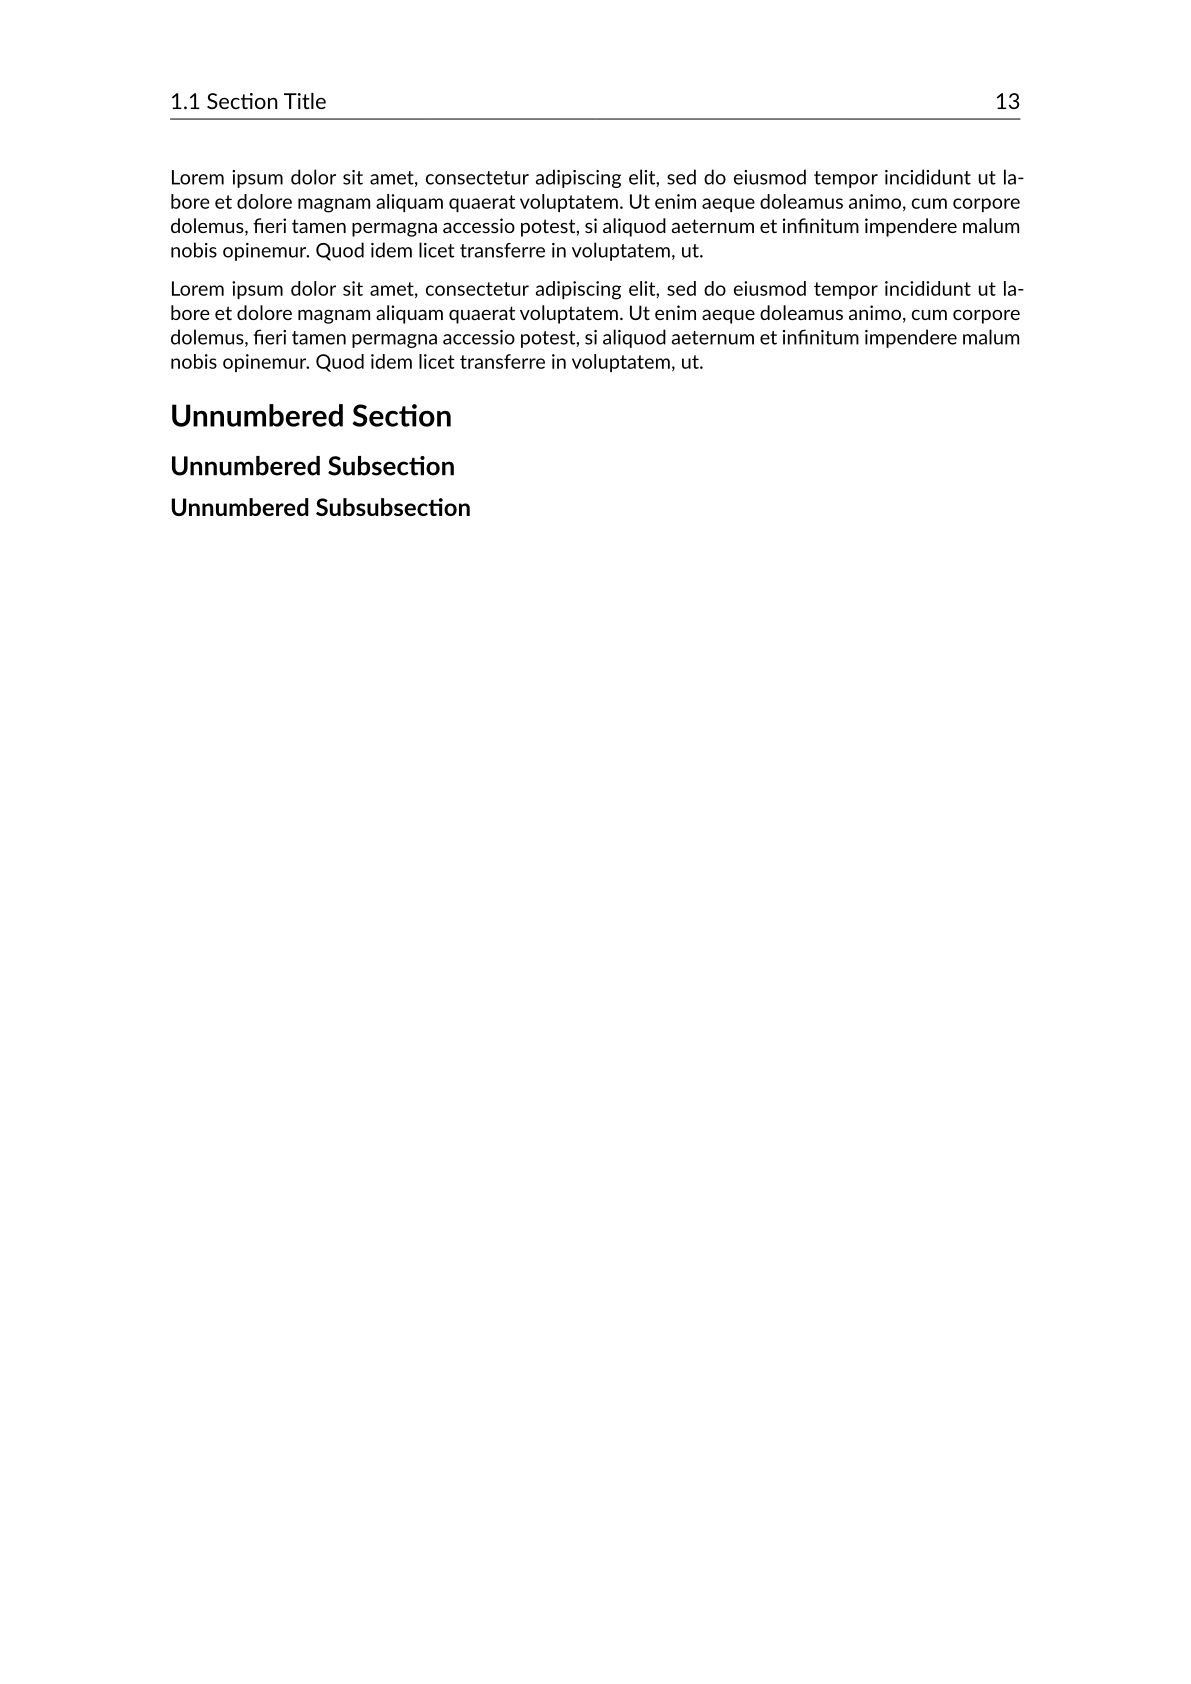 1.1 Section Title 13
Lorem ipsum dolor sit amet, consectetur adipiscing elit, sed do eiusmod tempor incididunt ut la-
bore et dolore magnam aliquam quaerat voluptatem. Ut enim aeque doleamus animo, cum corpore
dolemus, fieri tamen permagna accessio potest, si aliquod aeternum et infinitum impendere malum
nobis opinemur. Quod idem licet transferre in voluptatem, ut.
Lorem ipsum dolor sit amet, consectetur adipiscing elit, sed do eiusmod tempor incididunt ut la-
bore et dolore magnam aliquam quaerat voluptatem. Ut enim aeque doleamus animo, cum corpore
dolemus, fieri tamen permagna accessio potest, si aliquod aeternum et infinitum impendere malum
nobis opinemur. Quod idem licet transferre in voluptatem, ut.
Unnumbered Section
Unnumbered Subsection
Unnumbered Subsubsection